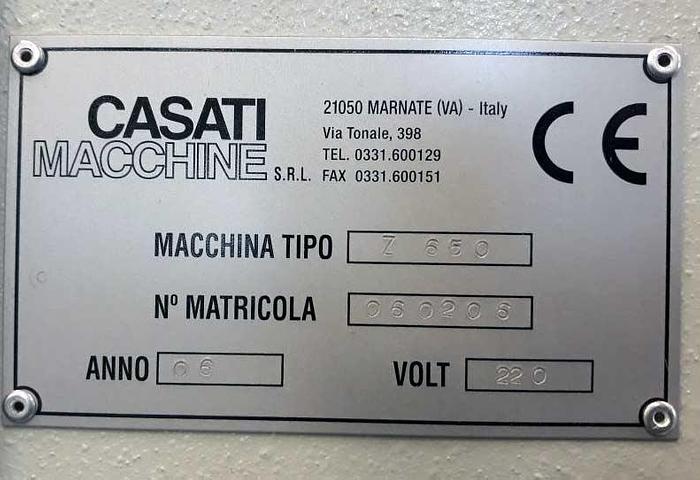 CASATI
MACCHINE S.R.L.
21050 MARNATE (VA) - Italy
Via Tonale, 398
TEL. 0331.600129
FAX 0331.600151
CE
MACCHINA TIPO Z 650
Nº MATRICOLA 060206
ANNO 06
VOLT 220